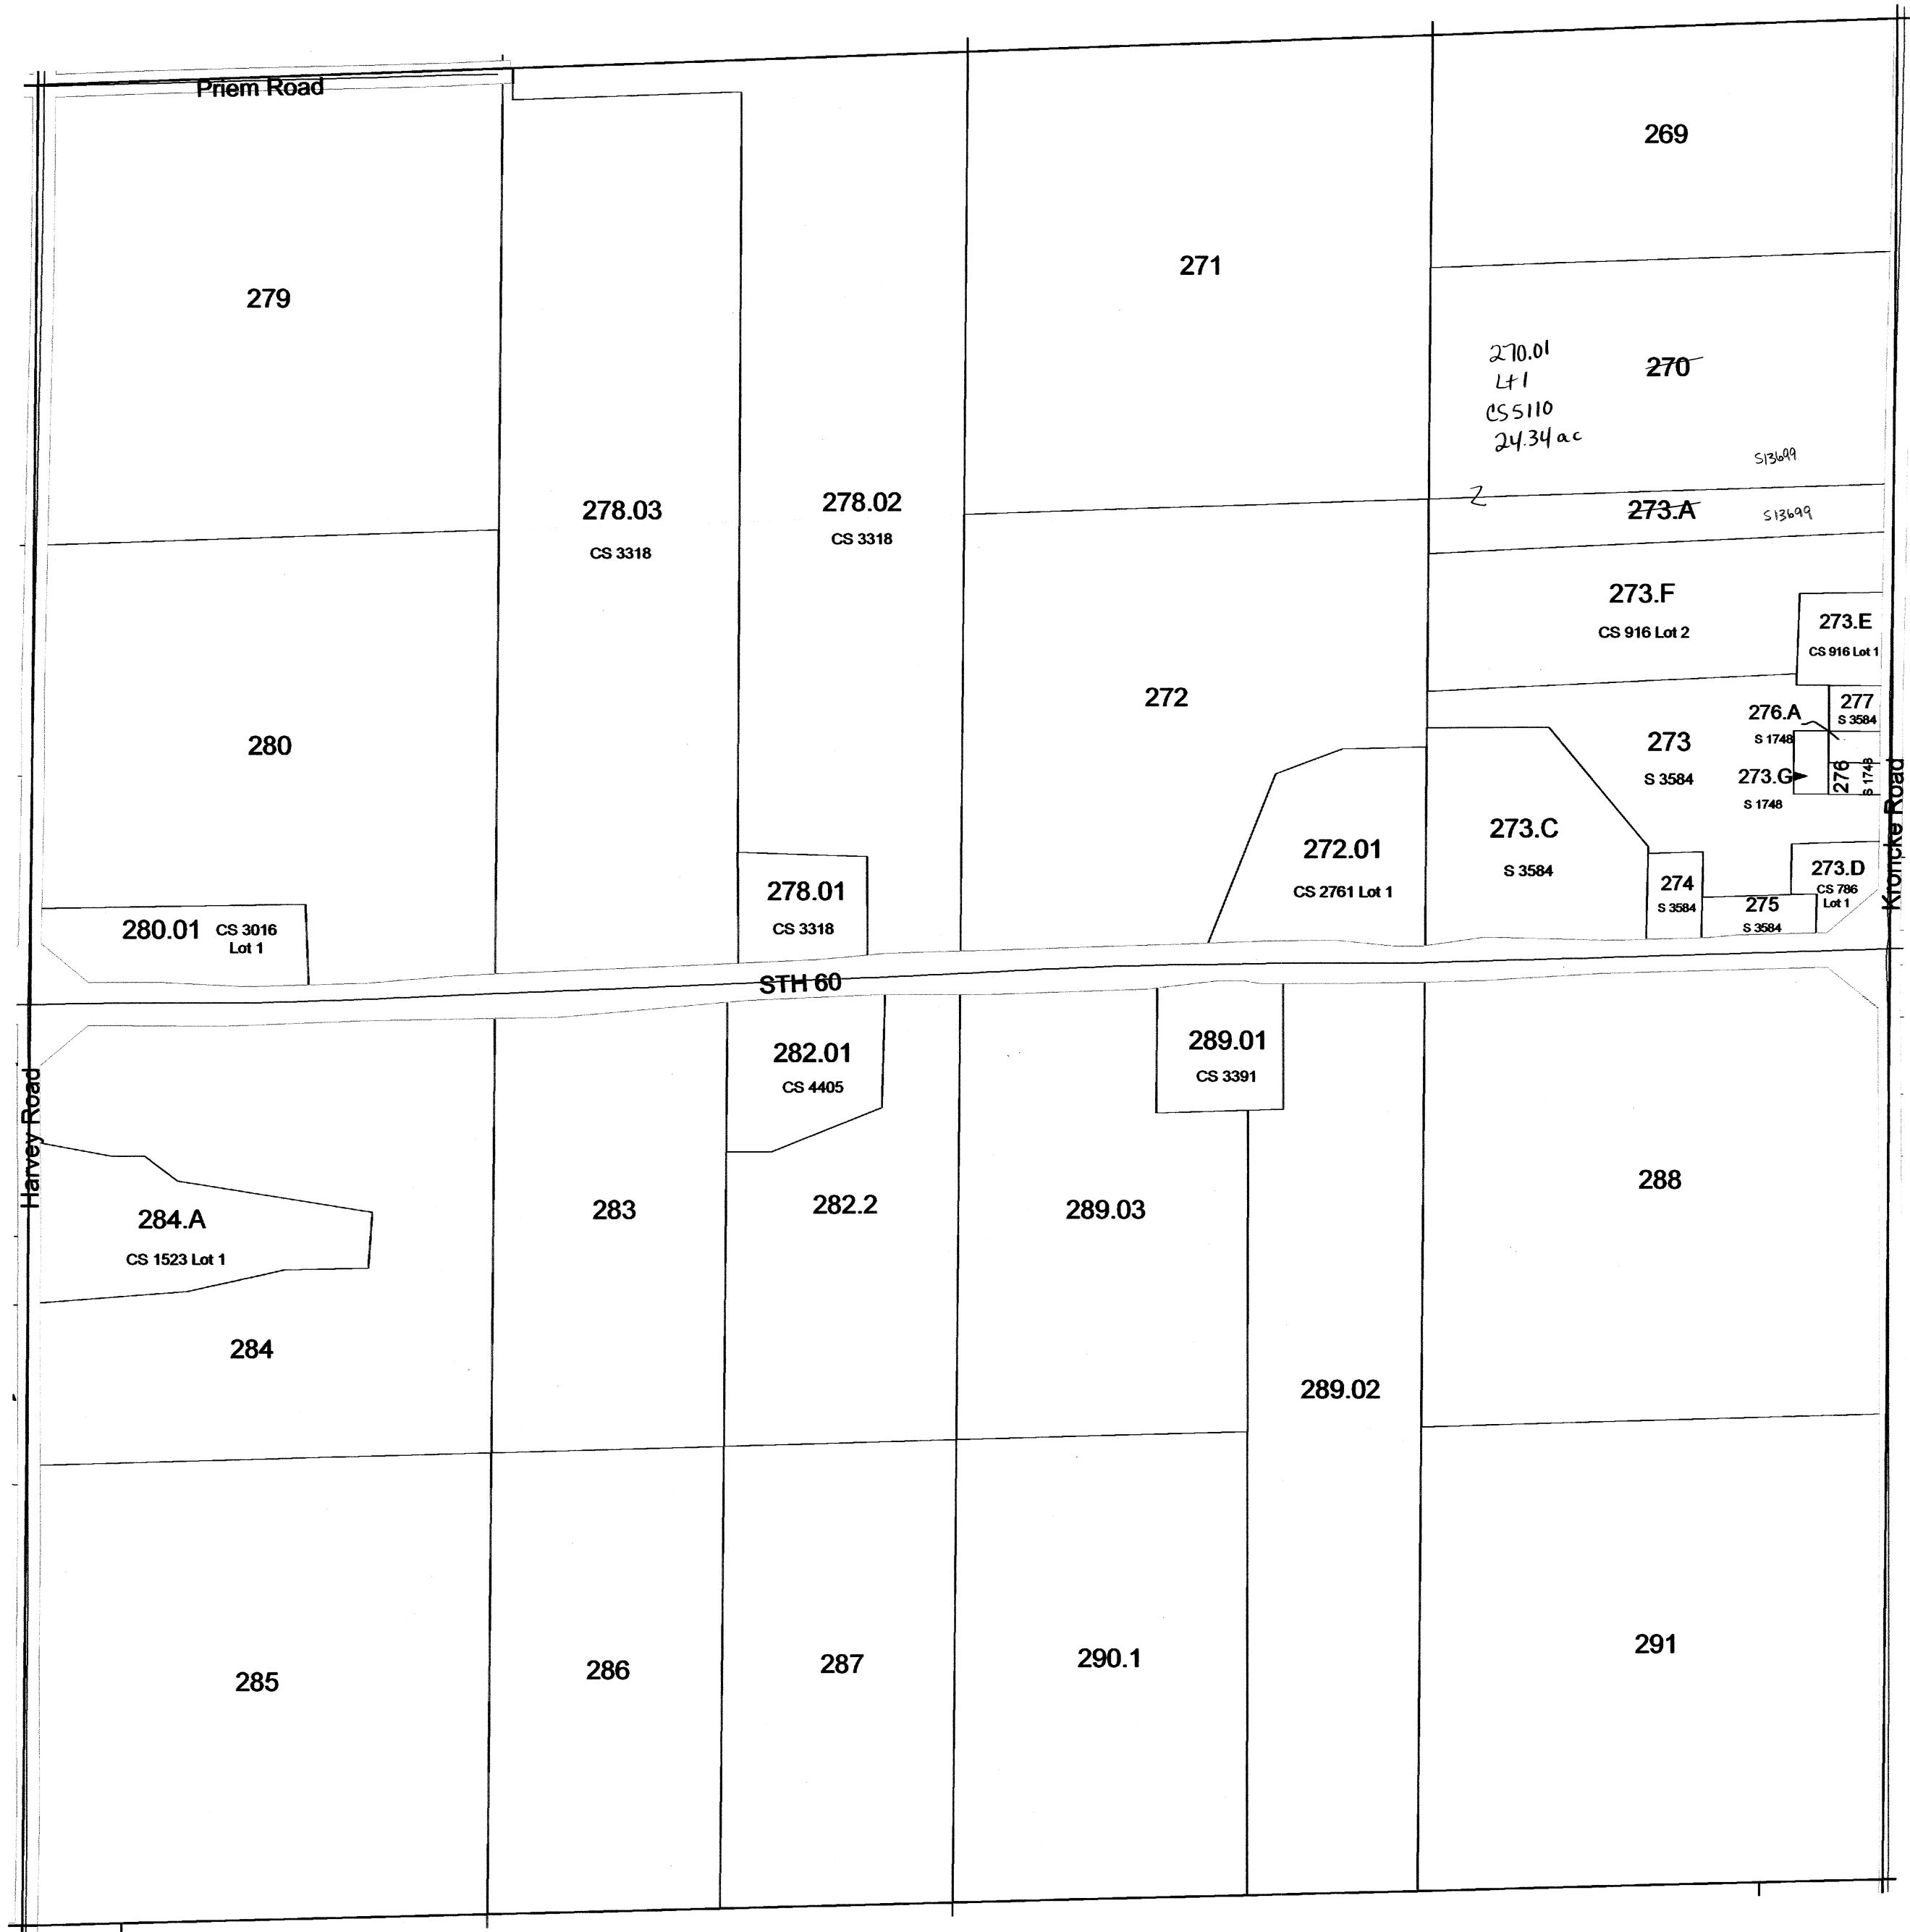 Priem Road
269
271
279
270.01
Lt 1
CS 5110
24.34 ac
270
S13699
278.03
CS 3318
278.02
CS 3318
Z
273.A
S13699
273.F
CS 916 Lot 2
273.E
CS 916 Lot 1
272
280
276.A
S 1748
277
S 3584
273
S 3584
273.G
S 1748
276
S 1748
Kroncke Road
272.01
CS 2761 Lot 1
273.C
S 3584
274
S 3584
273.D
CS 786
Lot 1
275
S 3584
278.01
CS 3318
280.01 CS 3016
Lot 1
STH 60
282.01
CS 4405
289.01
CS 3391
Harvey Road
284.A
CS 1523 Lot 1
283
282.2
289.03
288
284
289.02
285
286
287
290.1
291